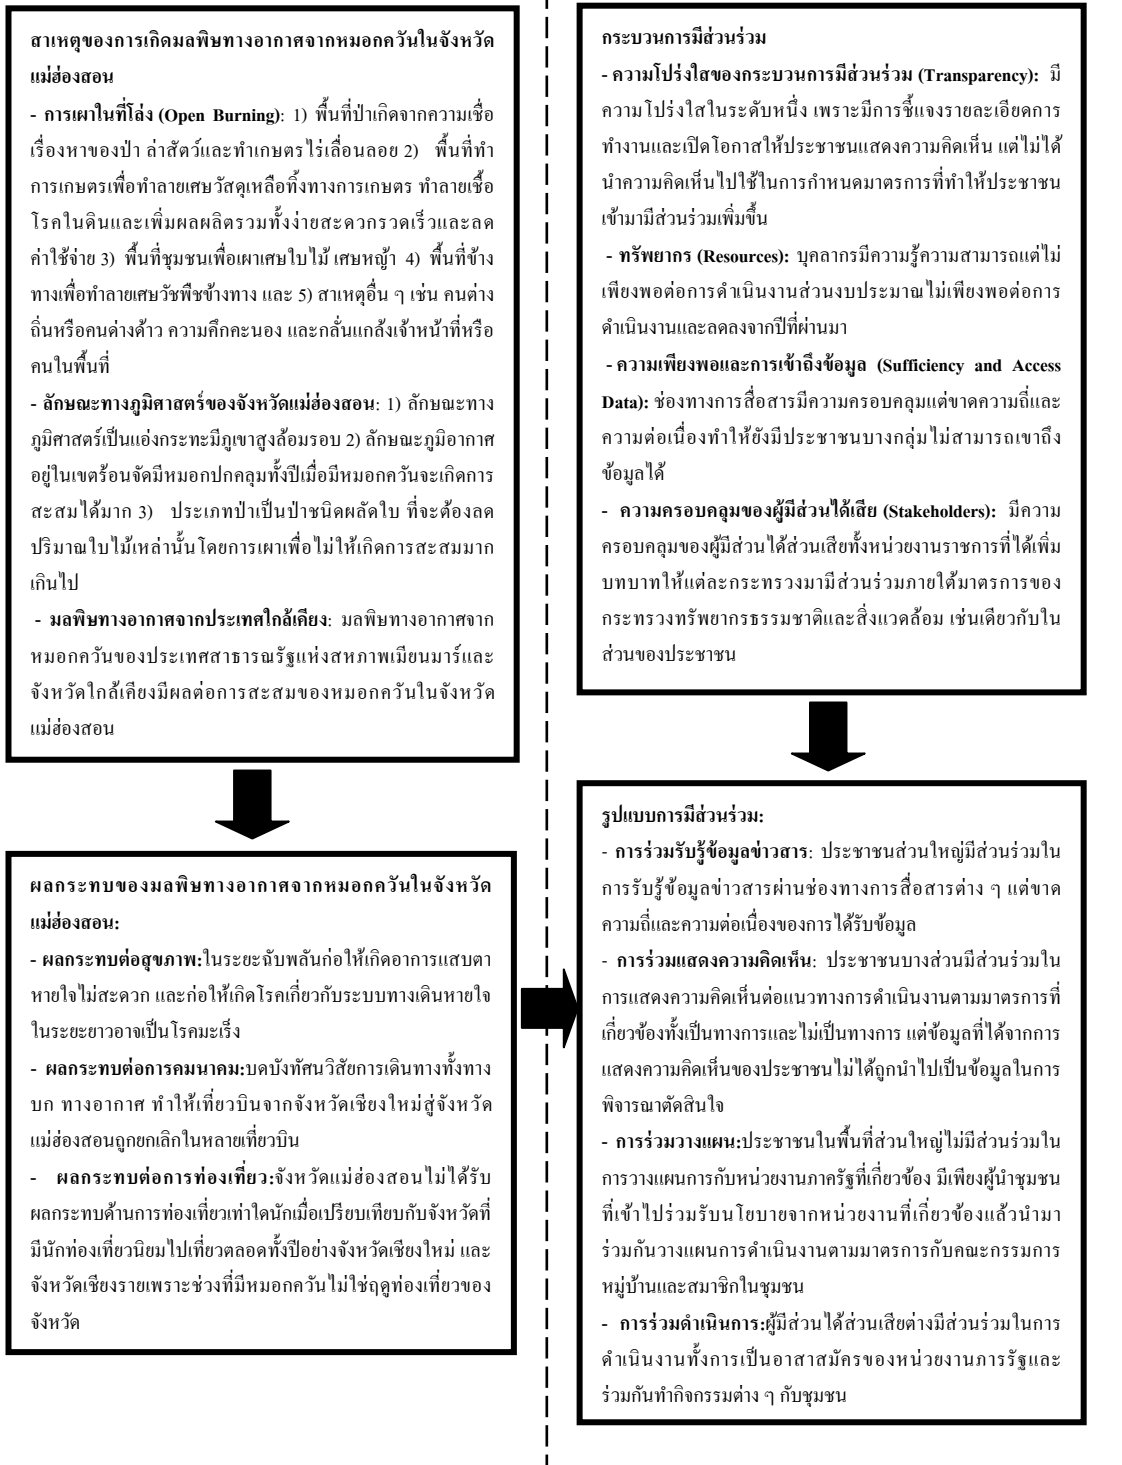 สาเหตุของการเกิดมลพิษทางอากาศจากหมอกควันในจังหวัด
แม่ฮ่องสอน
- การเผาในที่โล่ง (Open Burning): 1) พื้นที่ป่าเกิดจากความเชื่อ
เรื่องหาของป่า ล่าสัตว์และทำเกษตรไร่เลื่อนลอย 2) พื้นที่ทำ
การเกษตรเพื่อทำลายเศษวัสดุเหลือทิ้งทางการเกษตร ทำลายเชื้อ
โรคในดินและเพิ่มผลผลิตรวมทั้งง่ายสะดวกรวดเร็วและลด
ค่าใช้จ่าย 3) พื้นที่ชุมชนเพื่อเผาเศษใบไม้ เศษหญ้า 4) พื้นที่ข้าง
ทางเพื่อทำลายเศษวัชพืชข้างทาง และ 5) สาเหตุอื่น ๆ เช่น คนต่าง
ถิ่นหรือคนต่างด้าว ความคึกคะนอง และกลั่นแกล้งเจ้าหน้าที่หรือ
คนในพื้นที่
- ลักษณะทางภูมิศาสตร์ของจังหวัดแม่ฮ่องสอน: 1) ลักษณะทาง
ภูมิศาสตร์เป็นแอ่งกระทะมีภูเขาสูงล้อมรอบ 2) ลักษณะภูมิอากาศ
อยู่ในเขตร้อนจัดมีหมอกปกคลุมทั้งปีเมื่อมีหมอกควันจะเกิดการ
สะสมได้มาก 3) ประเภทป่าเป็นป่าชนิดผลัดใบ ที่จะต้องลด
ปริมาณใบไม้เหล่านั้นโดยการเผาเพื่อไม่ให้เกิดการสะสมมาก
เกินไป
- มลพิษทางอากาศจากประเทศใกล้เคียง: มลพิษทางอากาศจาก
หมอกควันของประเทศสาธารณรัฐแห่งสหภาพเมียนมาร์และ
จังหวัดใกล้เคียงมีผลต่อการสะสมของหมอกควันในจังหวัด
แม่ฮ่องสอน
ผลกระทบของมลพิษทางอากาศจากหมอกควันในจังหวัด
แม่ฮ่องสอน:
- ผลกระทบต่อสุขภาพ:ในระยะฉับพลันก่อให้เกิดอาการแสบตา
หายใจไม่สะดวก และก่อให้เกิดโรคเกี่ยวกับระบบทางเดินหายใจ
ในระยะยาวอาจเป็นโรคมะเร็ง
- ผลกระทบต่อการคมนาคม:บดบังทัศนวิสัยการเดินทางทั้งทาง
บก ทางอากาศ ทำให้เที่ยวบินจากจังหวัดเชียงใหม่สู่จังหวัด
แม่ฮ่องสอนถูกยกเลิกในหลายเที่ยวบิน
- ผลกระทบต่อการท่องเที่ยว:จังหวัดแม่ฮ่องสอนไม่ได้รับ
ผลกระทบด้านการท่องเที่ยวเท่าใดนักเมื่อเปรียบเทียบกับจังหวัดที่
มีนักท่องเที่ยวนิยมไปเที่ยวตลอดทั้งปีอย่างจังหวัดเชียงใหม่ และ
จังหวัดเชียงรายเพราะช่วงที่มีหมอกควันไม่ใช่ฤดูท่องเที่ยวของ
จังหวัด
กระบวนการมีส่วนร่วม
- ความโปร่งใสของกระบวนการมีส่วนร่วม (Transparency): มี
ความโปร่งใสในระดับหนึ่ง เพราะมีการชี้แจงรายละเอียดการ
ทำงานและเปิดโอกาสให้ประชาชนแสดงความคิดเห็น แต่ไม่ได้
นำความคิดเห็นไปใช้ในการกำหนดมาตรการที่ทำให้ประชาชน
เข้ามามีส่วนร่วมเพิ่มขึ้น
- ทรัพยากร (Resources): บุคลากรมีความรู้ความสามารถแต่ไม่
เพียงพอต่อการดำเนินงานส่วนงบประมาณไม่เพียงพอต่อการ
ดำเนินงานและลดลงจากปีที่ผ่านมา
- ความเพียงพอและการเข้าถึงข้อมูล (Sufficiency and Access
Data): ช่องทางการสื่อสารมีความครอบคลุมแต่ขาดความถี่และ
ความต่อเนื่องทำให้ยังมีประชาชนบางกลุ่มไม่สามารถเขาถึง
ข้อมูลได้
- ความครอบคลุมของผู้มีส่วนได้เสีย (Stakeholders): มีความ
ครอบคลุมของผู้มีส่วนได้ส่วนเสียทั้งหน่วยงานราชการที่ได้เพิ่ม
บทบาทให้แต่ละกระทรวงมามีส่วนร่วมภายใต้มาตรการของ
กระทรวงทรัพยากรธรรมชาติและสิ่งแวดล้อม เช่นเดียวกับใน
ส่วนของประชาชน
รูปแบบการมีส่วนร่วม:
- การร่วมรับรู้ข้อมูลข่าวสาร: ประชาชนส่วนใหญ่มีส่วนร่วมใน
การรับรู้ข้อมูลข่าวสารผ่านช่องทางการสื่อสารต่าง ๆ แต่ขาด
ความถี่และความต่อเนื่องของการได้รับข้อมูล
- การร่วมแสดงความคิดเห็น: ประชาชนบางส่วนมีส่วนร่วมใน
การแสดงความคิดเห็นต่อแนวทางการดำเนินงานตามมาตรการที่
เกี่ยวข้องทั้งเป็นทางการและไม่เป็นทางการ แต่ข้อมูลที่ได้จากการ
แสดงความคิดเห็นของประชาชนไม่ได้ถูกนำไปเป็นข้อมูลในการ
พิจารณาตัดสินใจ
- การร่วมวางแผน:ประชาชนในพื้นที่ส่วนใหญ่ไม่มีส่วนร่วมใน
การวางแผนการกับหน่วยงานภาครัฐที่เกี่ยวข้อง มีเพียงผู้นำชุมชน
ที่เข้าไปร่วมรับนโยบายจากหน่วยงานที่เกี่ยวข้องแล้วนำมา
ร่วมกันวางแผนการดำเนินงานตามมาตรการกับคณะกรรมการ
หมู่บ้านและสมาชิกในชุมชน
- การร่วมดำเนินการ:ผู้มีส่วนได้ส่วนเสียต่างมีส่วนร่วมในการ
ดำเนินงานทั้งการเป็นอาสาสมัครของหน่วยงานภารรัฐและ
ร่วมกันทำกิจกรรมต่าง ๆ กับชุมชน